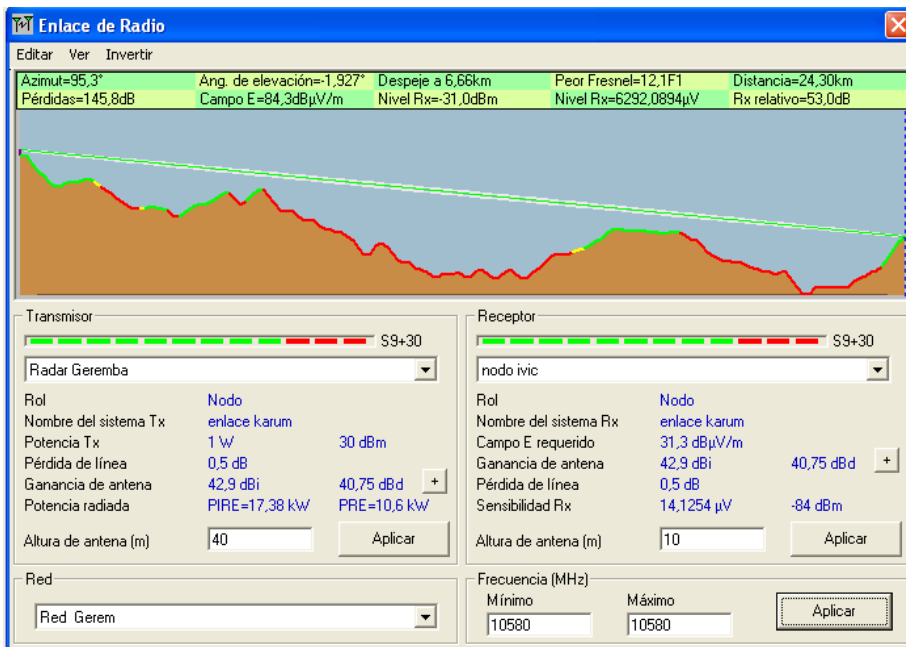 Enlace de Radio
Editar Ver Invertir
Azimut=95,3° Ang. de elevación=-1,927° Despeje a 6,66km Peor Fresnel=12,1F1 Distancia=24,30km
Pérdidas=145,8dB Campo E=84,3dBµV/m Nivel Rx=-31,0dBm Nivel Rx=6292,0894µV Rx relativo=53,0dB
Transmisor
S9+30
Radar Geremba
Rol Nodo
Nombre del sistema Tx enlace karum
Potencia Tx 1 W 30 dBm
Pérdida de línea 0,5 dB
Ganancia de antena 42,9 dBi 40,75 dBd +
Potencia radiada PIRE=17,38 kW PRE=10,6 kW
Altura de antena (m) 40 Aplicar
Receptor
S9+30
nodo ivic
Rol Nodo
Nombre del sistema Rx enlace karum
Campo E requerido 31,3 dBµV/m
Ganancia de antena 42,9 dBi 40,75 dBd +
Pérdida de línea 0,5 dB
Sensibilidad Rx 14,1254 µV -84 dBm
Altura de antena (m) 10 Aplicar
Red
Red Gerem
Frecuencia (MHz)
Mínimo Máximo
10580 10580 Aplicar